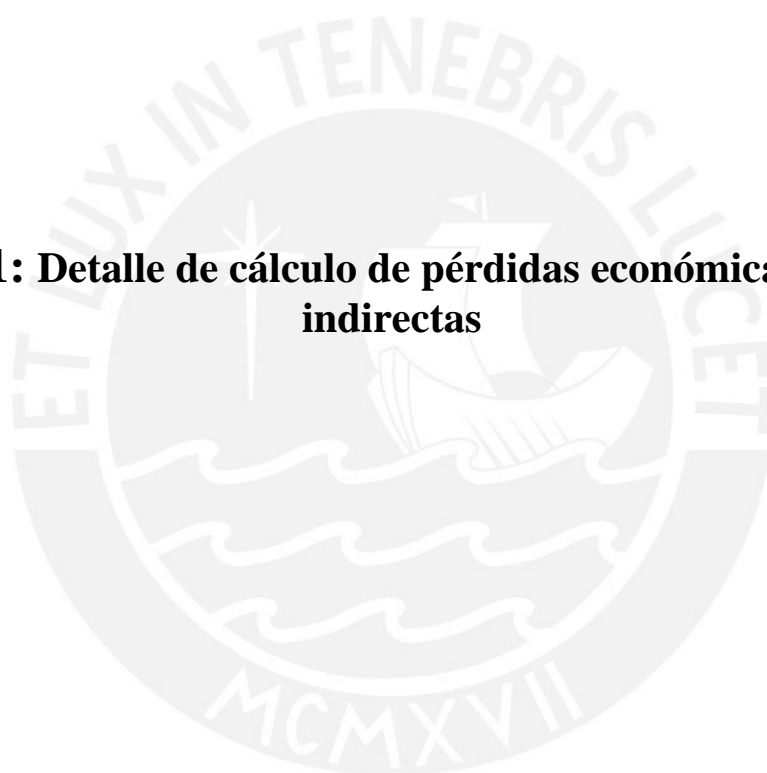 ET LUX IN TENEBRIS LUCET
1: Detalle de cálculo de pérdidas económica
indirectas
MCMXVII